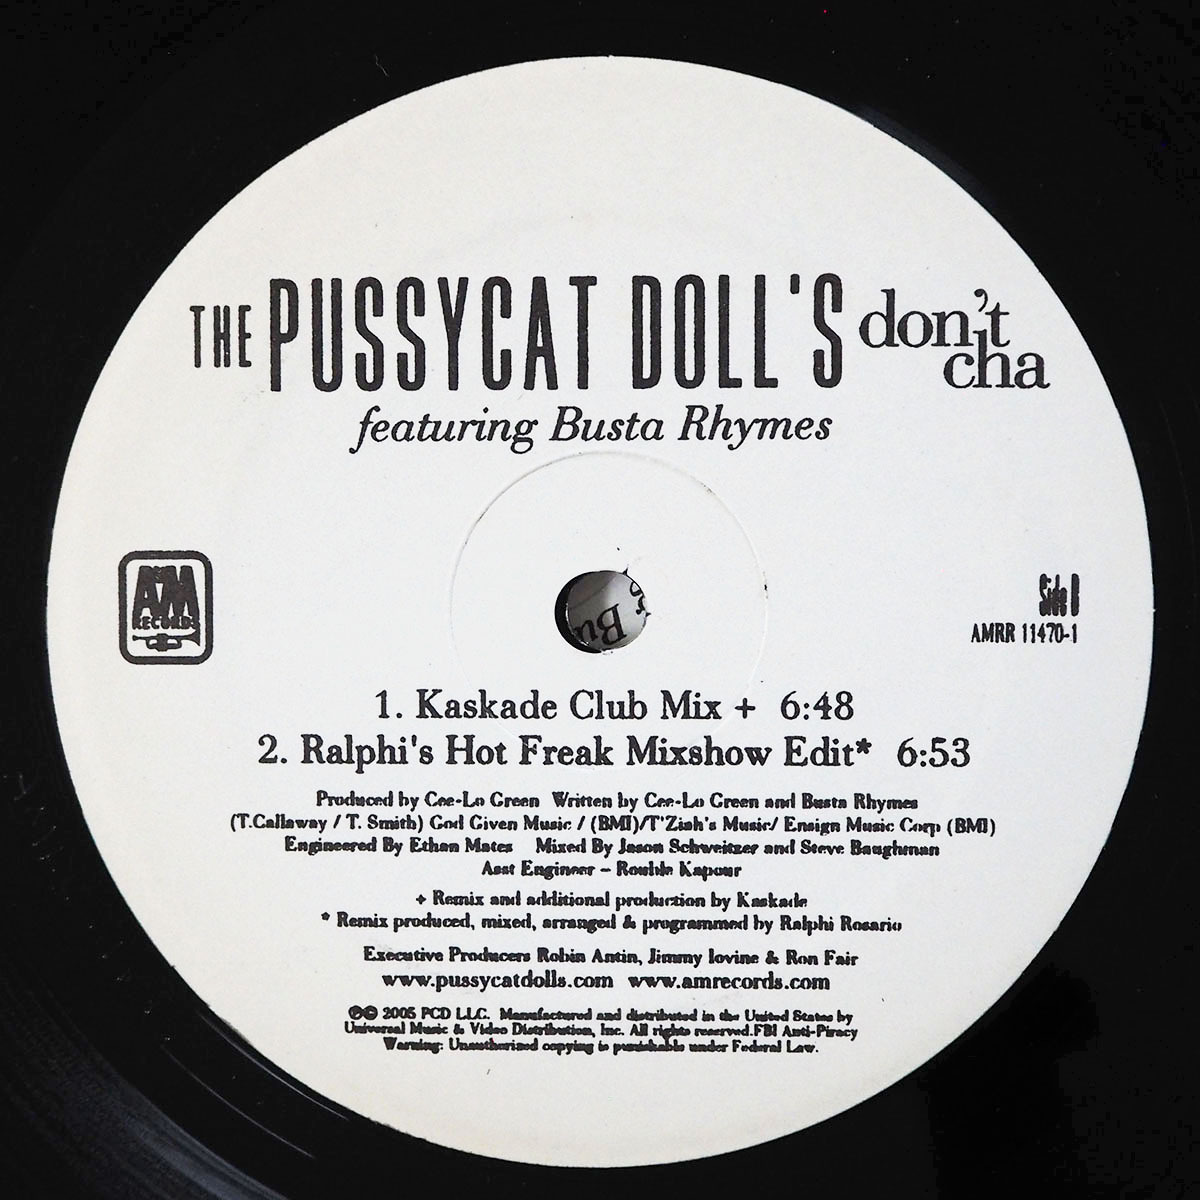 THE PUSSYCAT DOLL'S don't cha
featuring Busta Rhymes
A&M
RECORDS
Side B
AMRR 11470-1
Bu
1. Kaskade Club Mix + 6:48
2. Ralphi's Hot Freak Mixshow Edit* 6:53
Produced by Cee-Lo Green Written by Cee-Lo Green and Busta Rhymes
(T.Callaway / T. Smith) God Given Music / (BMI)/T'Ziah's Music/ Ensign Music Corp (BMI)
Engineered By Ethan Mates Mixed By Jason Schweitzer and Steve Baughman
Asst Engineer - Rouble Kapour
+ Remix and additional production by Kaskade
* Remix produced, mixed, arranged & programmed by Ralphi Rosario
Executive Producers Robin Antin, Jimmy Iovine & Ron Fair
www.pussycatdolls.com www.amrecords.com
℗© 2005 PCD LLC. Manufactured and distributed in the United States by
Universal Music & Video Distribution, Inc. All rights reserved.FBI Anti-Piracy
Warning: Unauthorized copying is punishable under Federal Law.